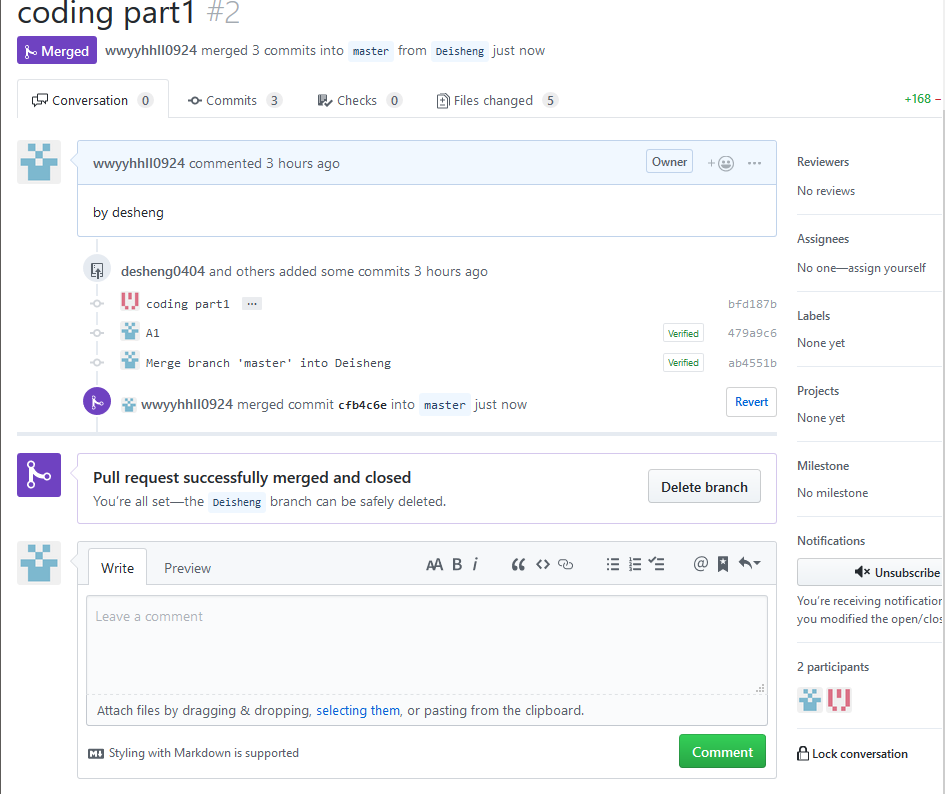 coding part1 #2
Merged wwyyhhll0924 merged 3 commits into master from Deisheng just now
Conversation 0 Commits 3 Checks 0 Files changed 5 +168 −
wwyyhhll0924 commented 3 hours ago Owner + ...
by desheng
desheng0404 and others added some commits 3 hours ago
coding part1 ... bfd187b
A1 Verified 479a9c6
Merge branch 'master' into Deisheng Verified ab4551b
wwyyhhll0924 merged commit cfb4c6e into master just now Revert
Pull request successfully merged and closed
You're all set—the Deisheng branch can be safely deleted.
Delete branch
Write Preview AA B i “ <> @
Leave a comment
Attach files by dragging & dropping, selecting them, or pasting from the clipboard.
Styling with Markdown is supported
Comment
Reviewers
No reviews
Assignees
No one—assign yourself
Labels
None yet
Projects
None yet
Milestone
No milestone
Notifications
Unsubscribe
You're receiving notification
you modified the open/clos
2 participants
Lock conversation